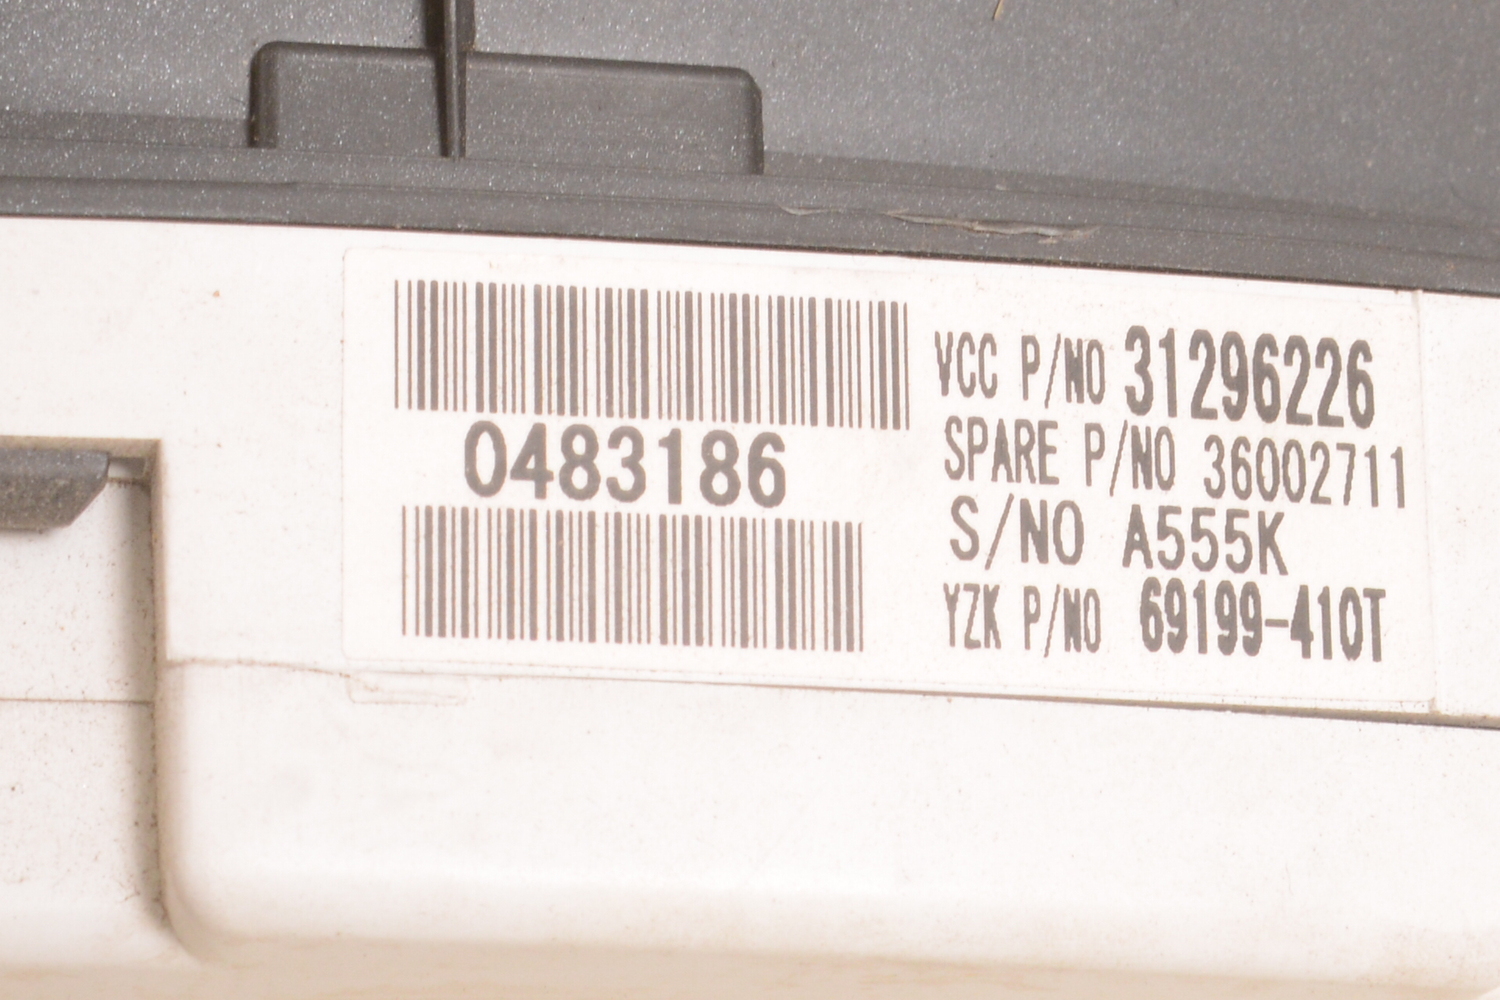 0483186
VCC P/NO 31296226
SPARE P/NO 36002711
S/NO A555K
YZK P/NO 69199-410T